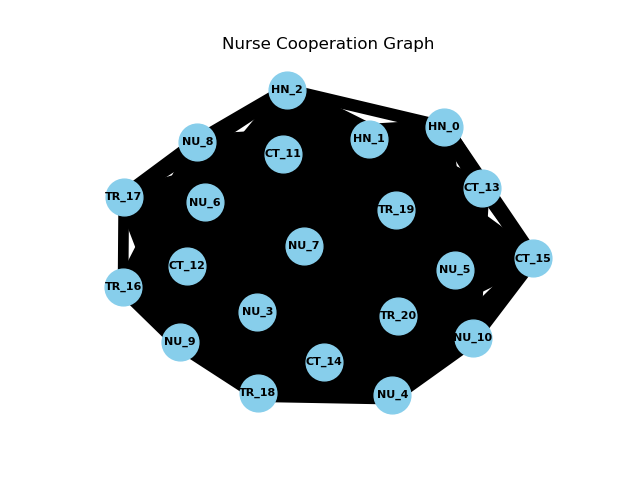 Nurse Cooperation Graph
HN_2
HN_0
HN_1
NU_8
CT_11
CT_13
TR_17
NU_6
TR_19
NU_7
CT_15
CT_12
NU_5
TR_16
NU_3
TR_20
NU_10
NU_9
CT_14
TR_18
NU_4